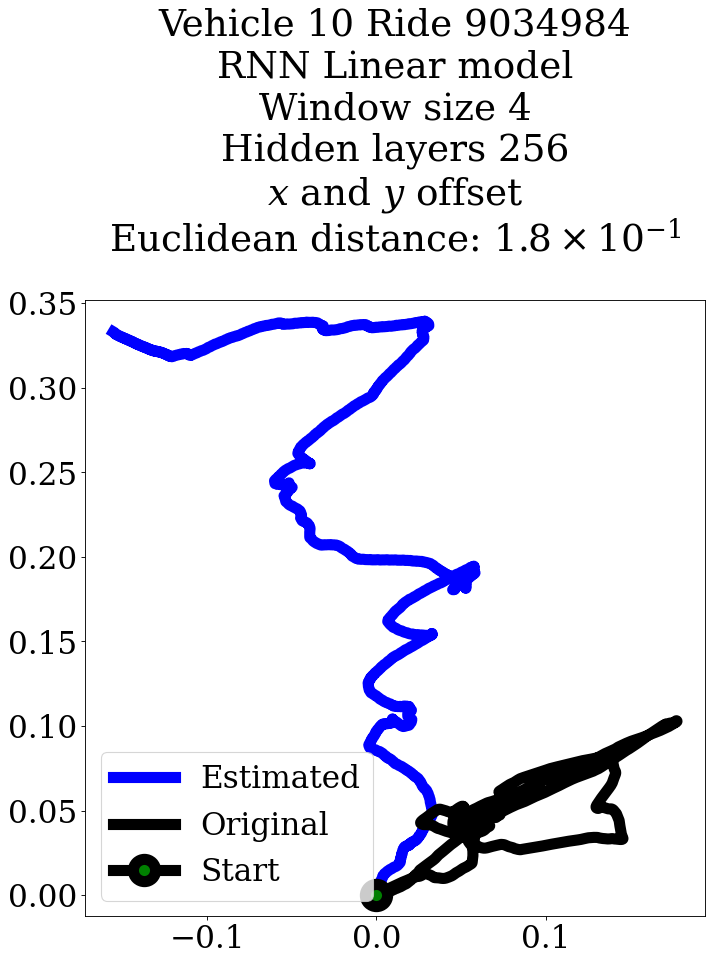 Vehicle 10 Ride 9034984
RNN Linear model
Window size 4
Hidden layers 256
x and y offset
Euclidean distance: 1.8 × 10⁻¹
0.35
0.30
0.25
0.20
0.15
0.10
0.05
0.00
Estimated
Original
Start
−0.1
0.0
0.1